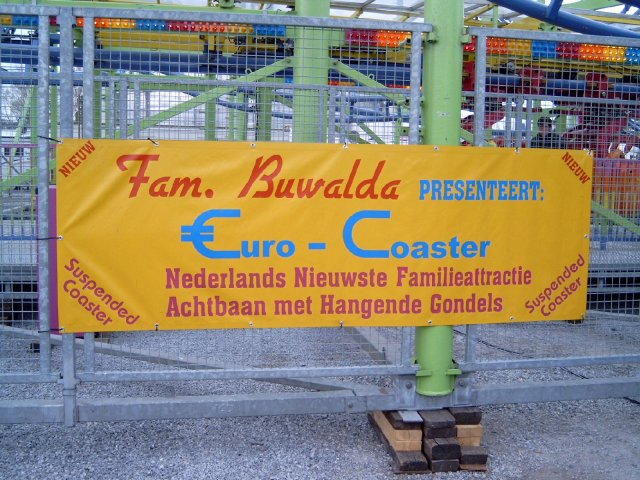 NIEUW
NIEUW
Fam. Buwalda PRESENTEERT:
€uro - Coaster
Nederlands Nieuwste Familieattractie
Achtbaan met Hangende Gondels
Suspended
Coaster
Suspended
Coaster